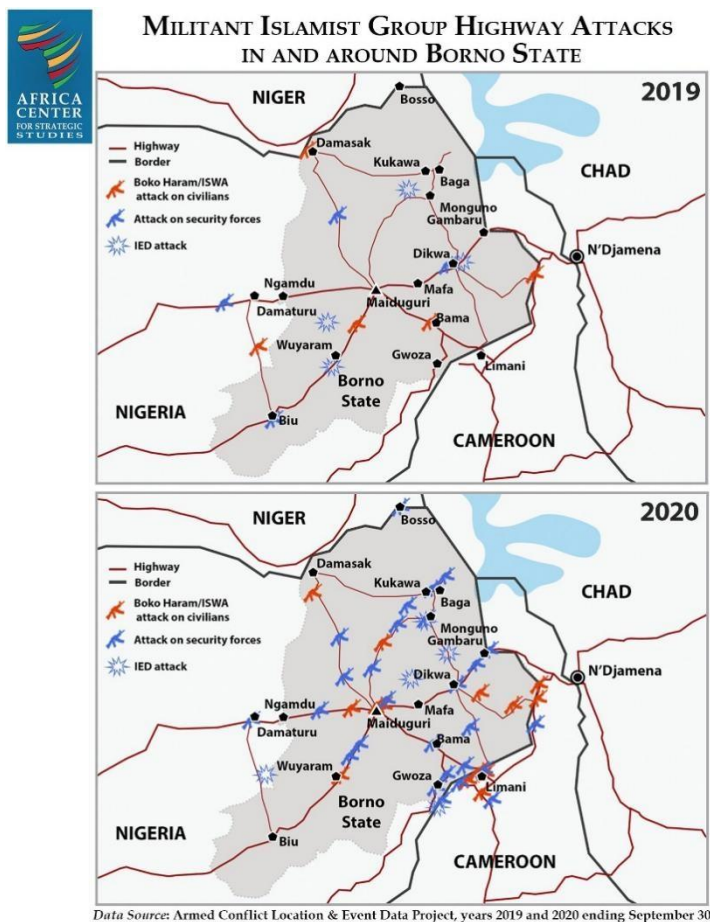 AFRICA
CENTER
FOR STRATEGIC
STUDIES
MILITANT ISLAMIST GROUP HIGHWAY ATTACKS
IN AND AROUND BORNO STATE
2019
NIGER
Bosso
Highway
Border
Boko Haram/ISWA
attack on civilians
Attack on security forces
IED attack
Damasak
Kukawa
Baga
CHAD
Monguno
Gambaru
Dikwa
N'Djamena
Ngamdu
Mafa
Damaturu
Maiduguri
Bama
Wuyaram
Gwoza
Limani
Borno
State
NIGERIA
Biu
CAMEROON
2020
NIGER
Bosso
Highway
Border
Boko Haram/ISWA
attack on civilians
Attack on security forces
IED attack
Damasak
Kukawa
Baga
CHAD
Monguno
Gambaru
Dikwa
N'Djamena
Ngamdu
Mafa
Damaturu
Maiduguri
Bama
Wuyaram
Gwoza
Limani
Borno
State
NIGERIA
Biu
CAMEROON
Data Source: Armed Conflict Location & Event Data Project, years 2019 and 2020 ending September 30